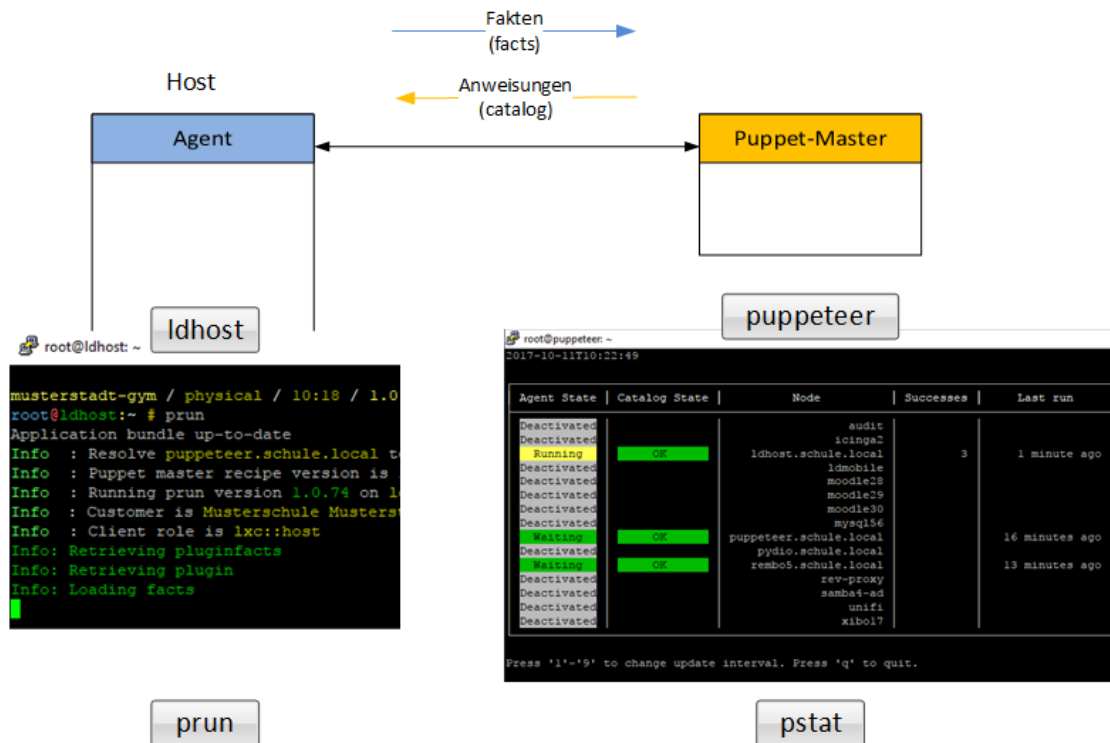 Fakten
(facts)
Host
Anweisungen
(catalog)
Agent
Puppet-Master
ldhost
puppeteer
root@ldhost: ~
musterstadt-gym / physical / 10:18 / 1.0
root@ldhost:~ # prun
Application bundle up-to-date
Info : Resolve puppeteer.schule.local to
Info : Puppet master recipe version is
Info : Running prun version 1.0.74 on l
Info : Customer is Musterschule Musterst
Info : Client role is lxc::host
Info: Retrieving pluginfacts
Info: Retrieving plugin
Info: Loading facts
root@puppeteer: ~
2017-10-11T10:22:49
Agent State | Catalog State | Node | Successes | Last run
Deactivated audit
Deactivated icinga2
Running OK ldhost.schule.local 3 1 minute ago
Deactivated ldmobile
Deactivated moodle28
Deactivated moodle29
Deactivated moodle30
Deactivated mysql56
Waiting OK puppeteer.schule.local 16 minutes ago
Deactivated pydio.schule.local
Waiting OK rembo5.schule.local 13 minutes ago
Deactivated rev-proxy
Deactivated samba4-ad
Deactivated unifi
Deactivated xibo17
Press '1'-'9' to change update interval. Press 'q' to quit.
prun
pstat